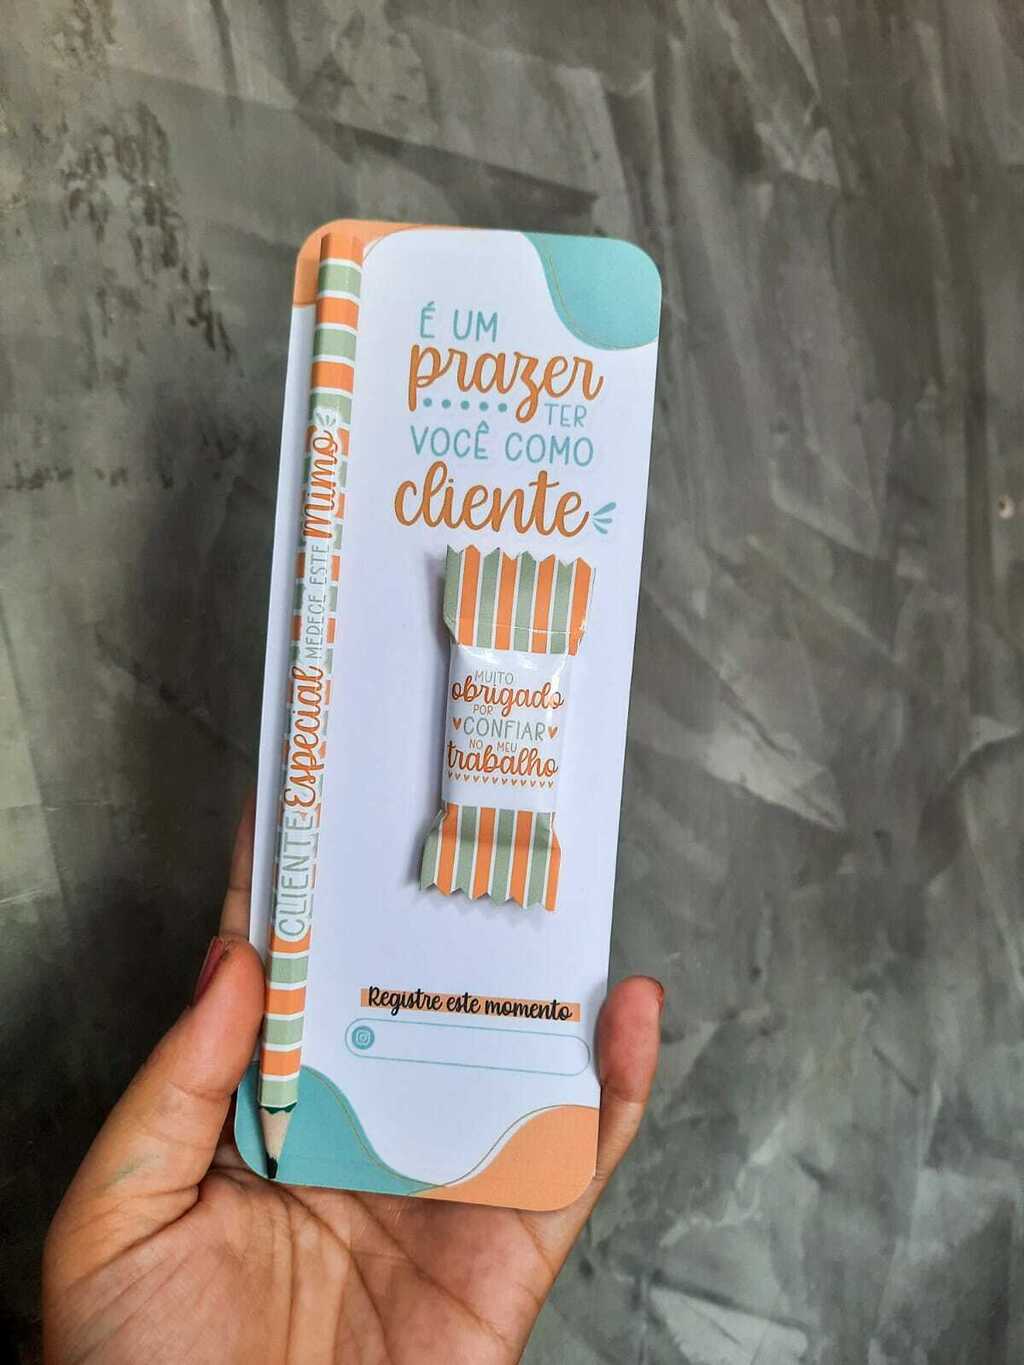 É UM
prazer
TER
VOCÊ COMO
cliente
CLIENTE Especial MERECE ESTE Mimo
MUITO
obrigado
POR
CONFIAR
NO MEU
trabalho
Registre este momento